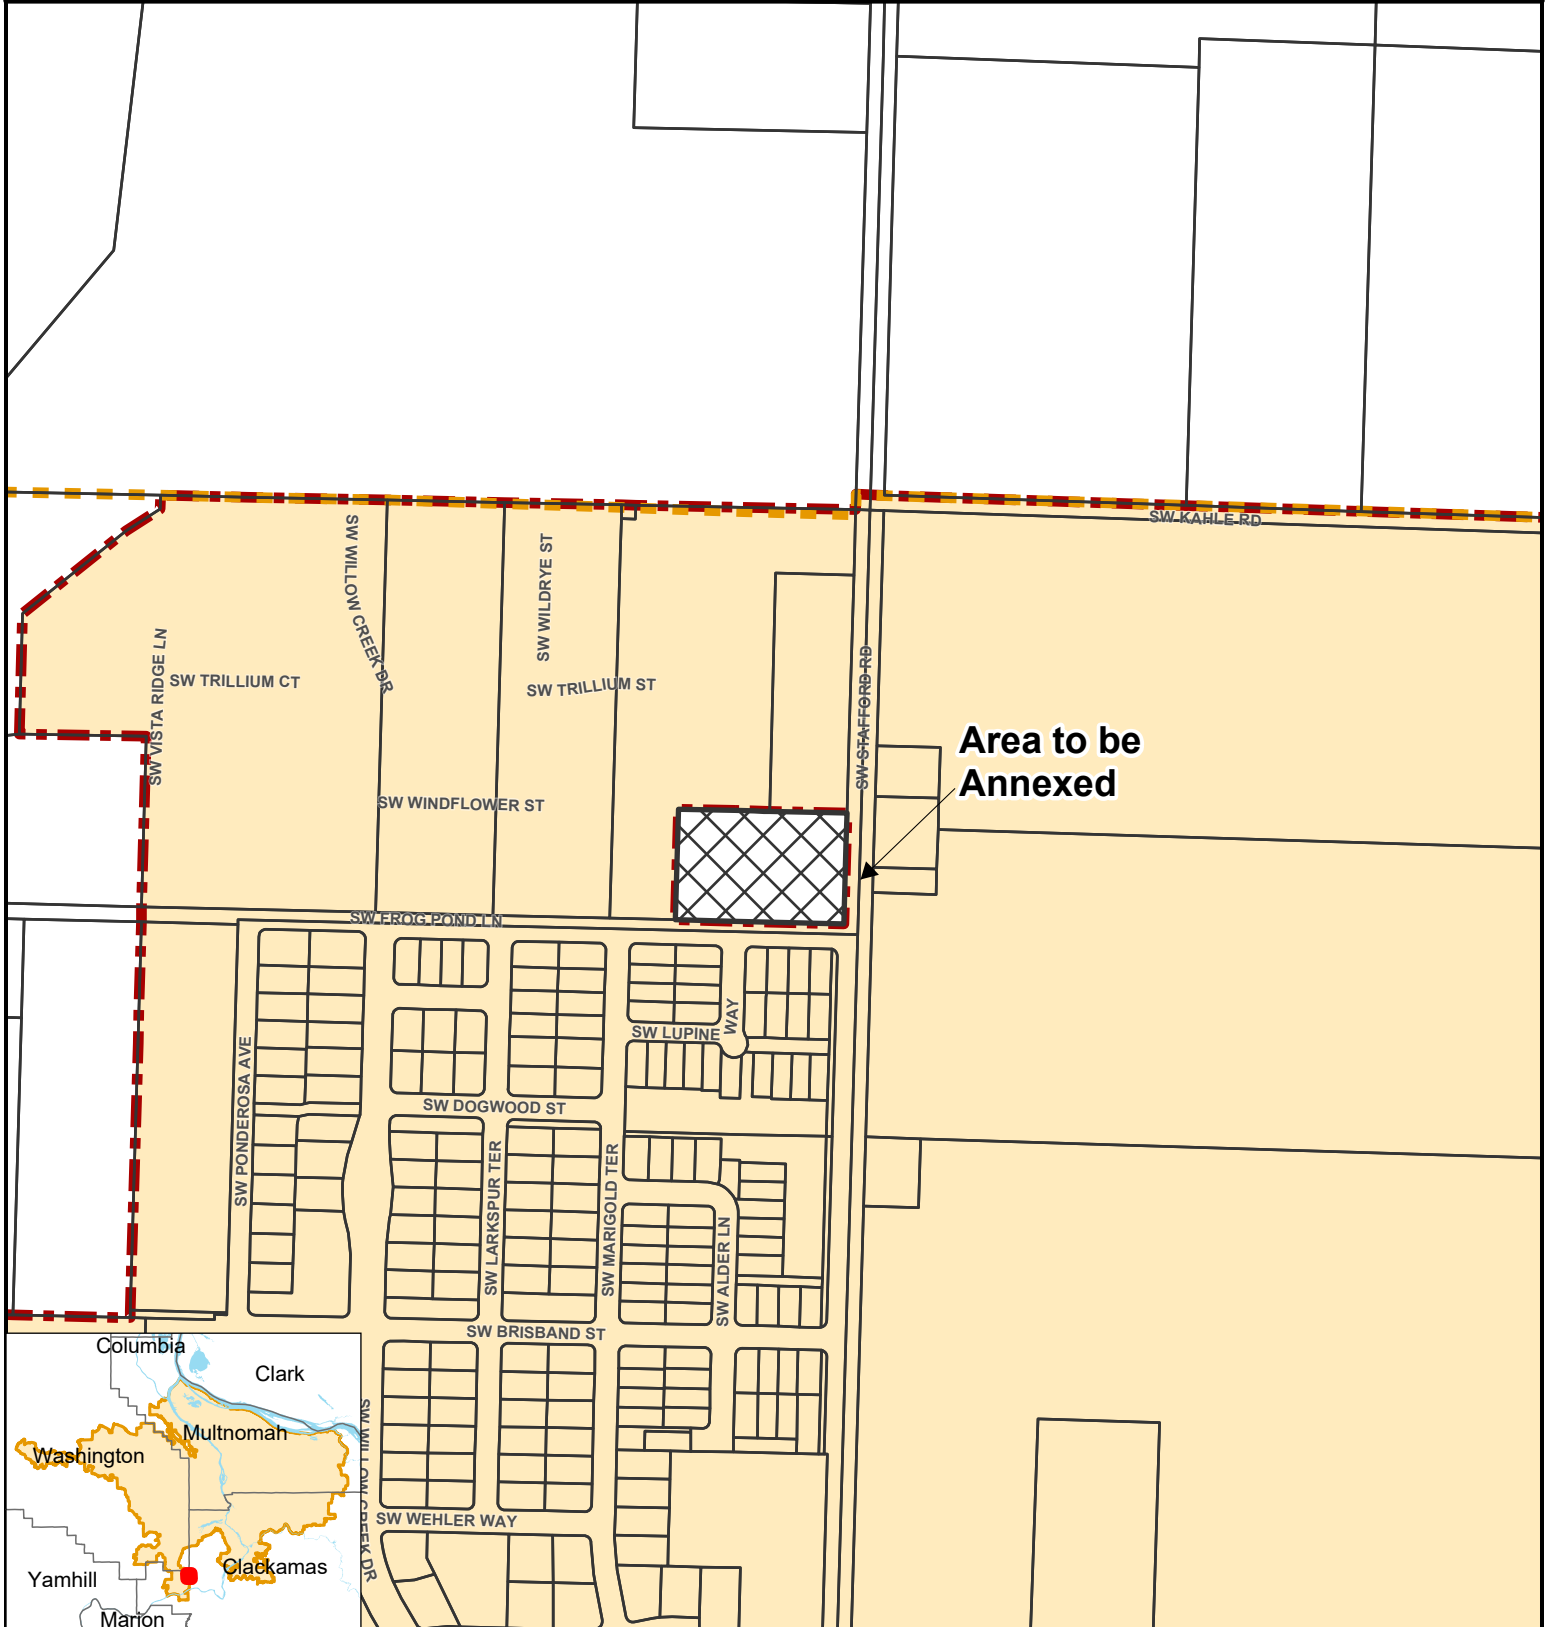 SW KAHLE RD
SW WILLOW CREEK DR
SW WILDRYE ST
SW VISTA RIDGE LN
SW TRILLIUM CT
SW TRILLIUM ST
SW STAFFORD RD
Area to be
Annexed
SW WINDFLOWER ST
SW FROG POND LN
SW LUPINE
WAY
SW PONDEROSA AVE
SW DOGWOOD ST
SW LARKSPUR TER
SW MARIGOLD TER
SW ALDER LN
SW BRISBAND ST
SW WILLOW CREEK DR
SW WEHLER WAY
Columbia
Clark
Multnomah
Washington
Clackamas
Yamhill
Marion